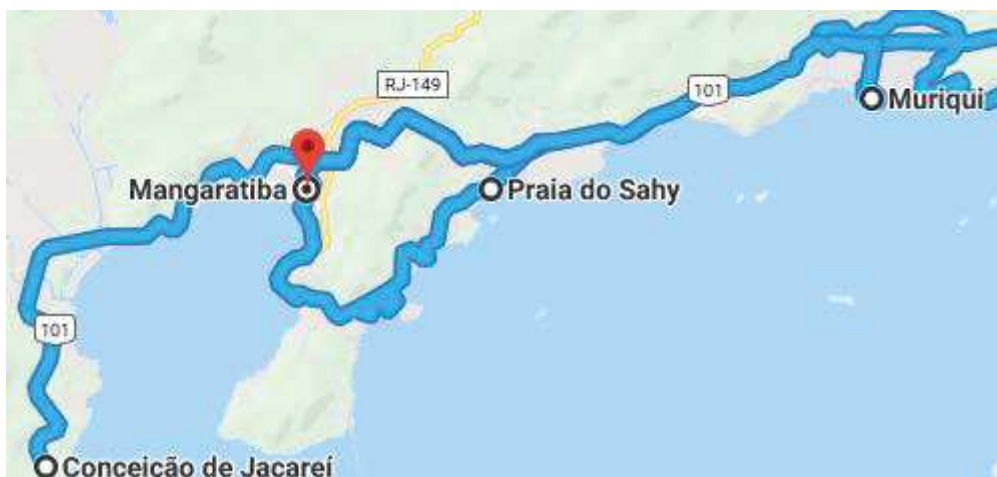 RJ-149
101
Muriqui
Mangaratiba
Praia do Sahy
101
Conceição de Jacareí